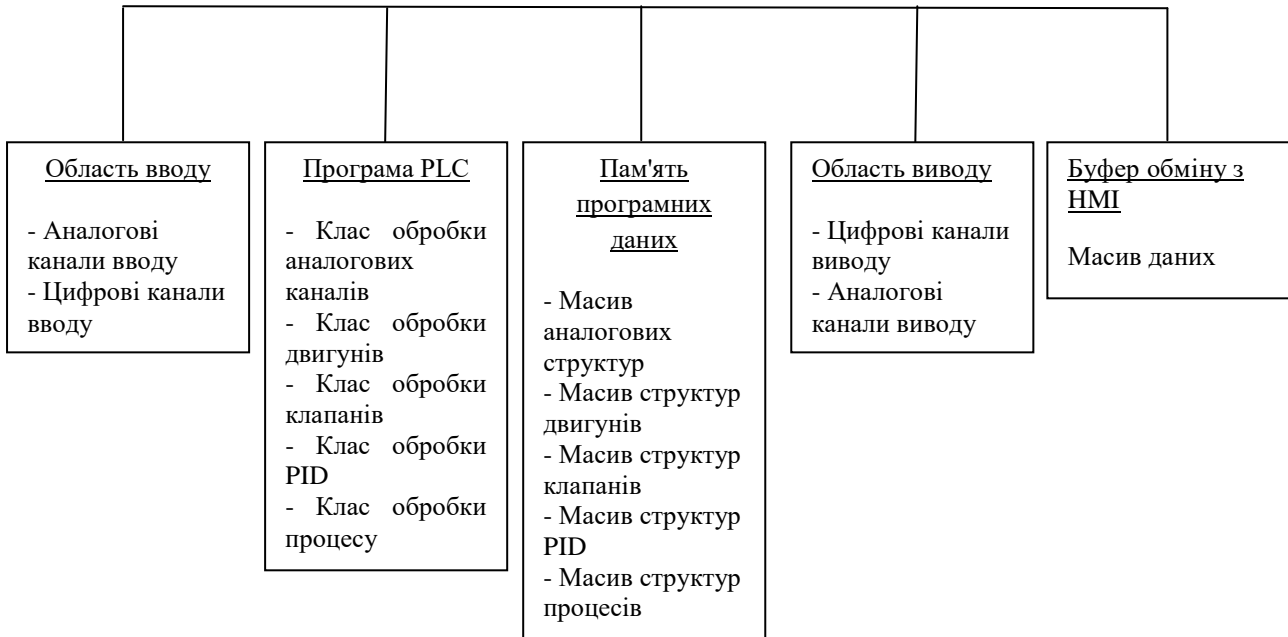 Область вводу
- Аналогові
канали вводу
- Цифрові канали
вводу
Програма PLC
- Клас обробки
аналогових
каналів
- Клас обробки
двигунів
- Клас обробки
клапанів
- Клас обробки
PID
- Клас обробки
процесу
Пам'ять
програмних
даних
- Масив
аналогових
структур
- Масив структур
двигунів
- Масив структур
клапанів
- Масив структур
PID
- Масив структур
процесів
Область виводу
- Цифрові канали
виводу
- Аналогові
канали виводу
Буфер обміну з
HMI
Масив даних